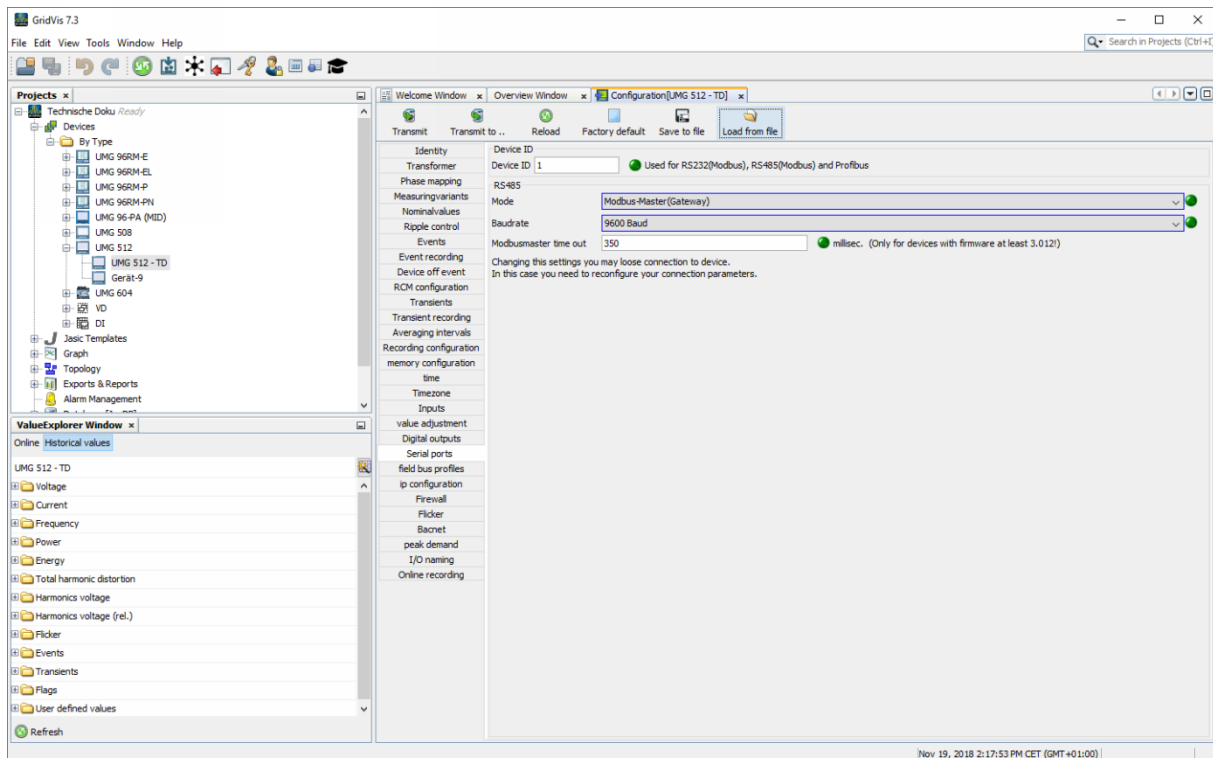 GridVis 7.3
File Edit View Tools Window Help
Search in Projects (Ctrl+I)
Projects
Technische Doku Ready
Devices
By Type
UMG 96RM-E
UMG 96RM-EL
UMG 96RM-P
UMG 96RM-PN
UMG 96-PA (MID)
UMG 508
UMG 512
UMG 512 - TD
Gerät-9
UMG 604
VD
DI
Jasic Templates
Graph
Topology
Exports & Reports
Alarm Management
ValueExplorer Window
Online Historical values
UMG 512 - TD
Voltage
Current
Frequency
Power
Energy
Total harmonic distortion
Harmonics voltage
Harmonics voltage (rel.)
Flicker
Events
Transients
Flags
User defined values
Refresh
Welcome Window Overview Window Configuration[UMG 512 - TD]
Transmit Transmit to .. Reload Factory default Save to file Load from file
Identity
Transformer
Phase mapping
Measuringvariants
Nominalvalues
Ripple control
Events
Event recording
Device off event
RCM configuration
Transients
Transient recording
Averaging intervals
Recording configuration
memory configuration
time
Timezone
Inputs
value adjustment
Digital outputs
Serial ports
field bus profiles
ip configuration
Firewall
Flicker
Bacnet
peak demand
I/O naming
Online recording
Device ID
Device ID 1 Used for RS232(Modbus), RS485(Modbus) and Profibus
RS485
Mode Modbus-Master(Gateway)
Baudrate 9600 Baud
Modbusmaster time out 350 millisec. (Only for devices with firmware at least 3.012!)
Changing this settings you may loose connection to device.
In this case you need to reconfigure your connection parameters.
Nov 19, 2018 2:17:53 PM CET (GMT+01:00)